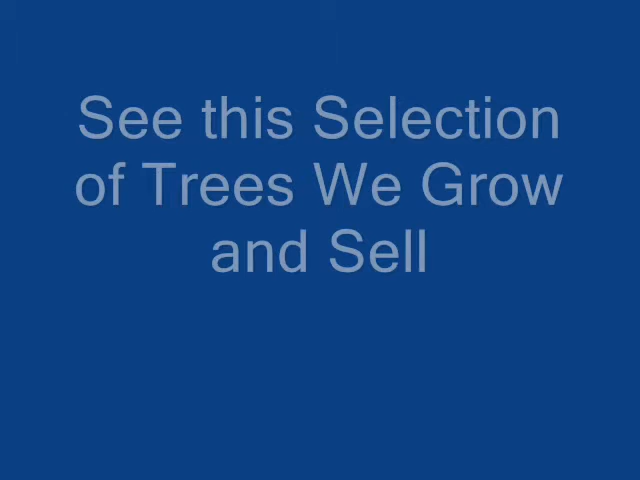 See this Selection
of Trees We Grow
and Sell